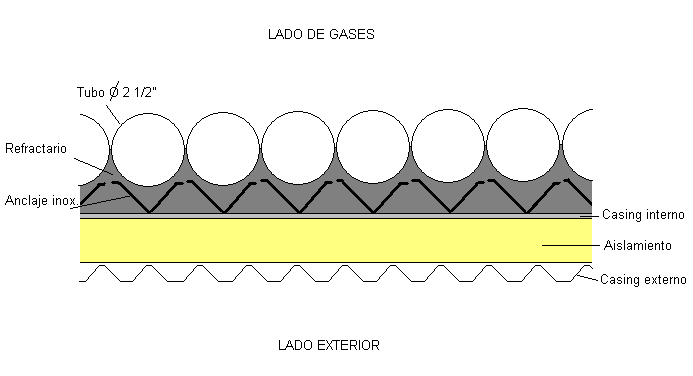 LADO DE GASES
Tubo Ø 2 1/2"
Refractario
Anclaje inox.
Casing interno
Aislamiento
Casing externo
LADO EXTERIOR